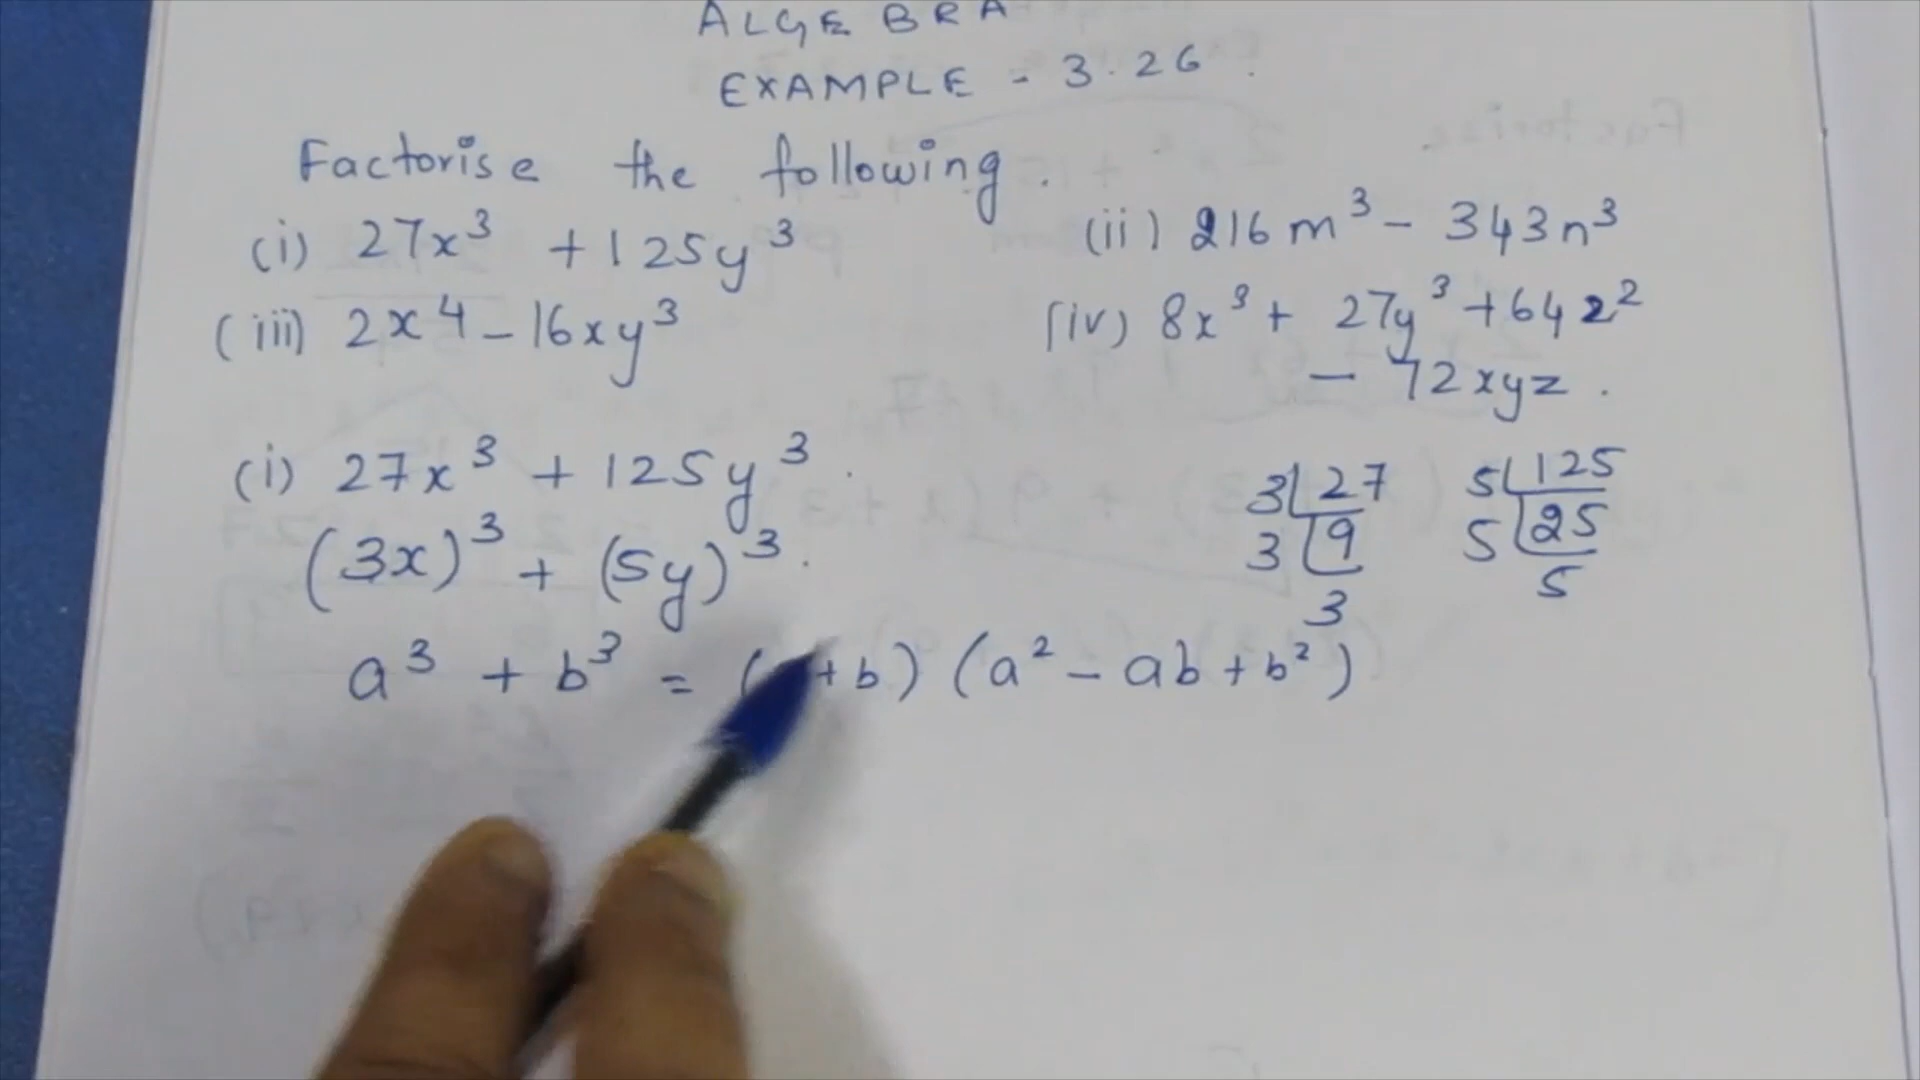 ALGEBRA
EXAMPLE - 3.26
Factorise the following.
(i) 27x³ + 125y³ (ii) 216m³ - 343n³
(iii) 2x⁴ - 16xy³ (iv) 8x³ + 27y³ + 64z²
- 72xyz.
(i) 27x³ + 125y³ 3 27 5 125
(3x)³ + (5y)³. 3 9 5 25
3 5
a³ + b³ = ( + b) (a² - ab + b²)